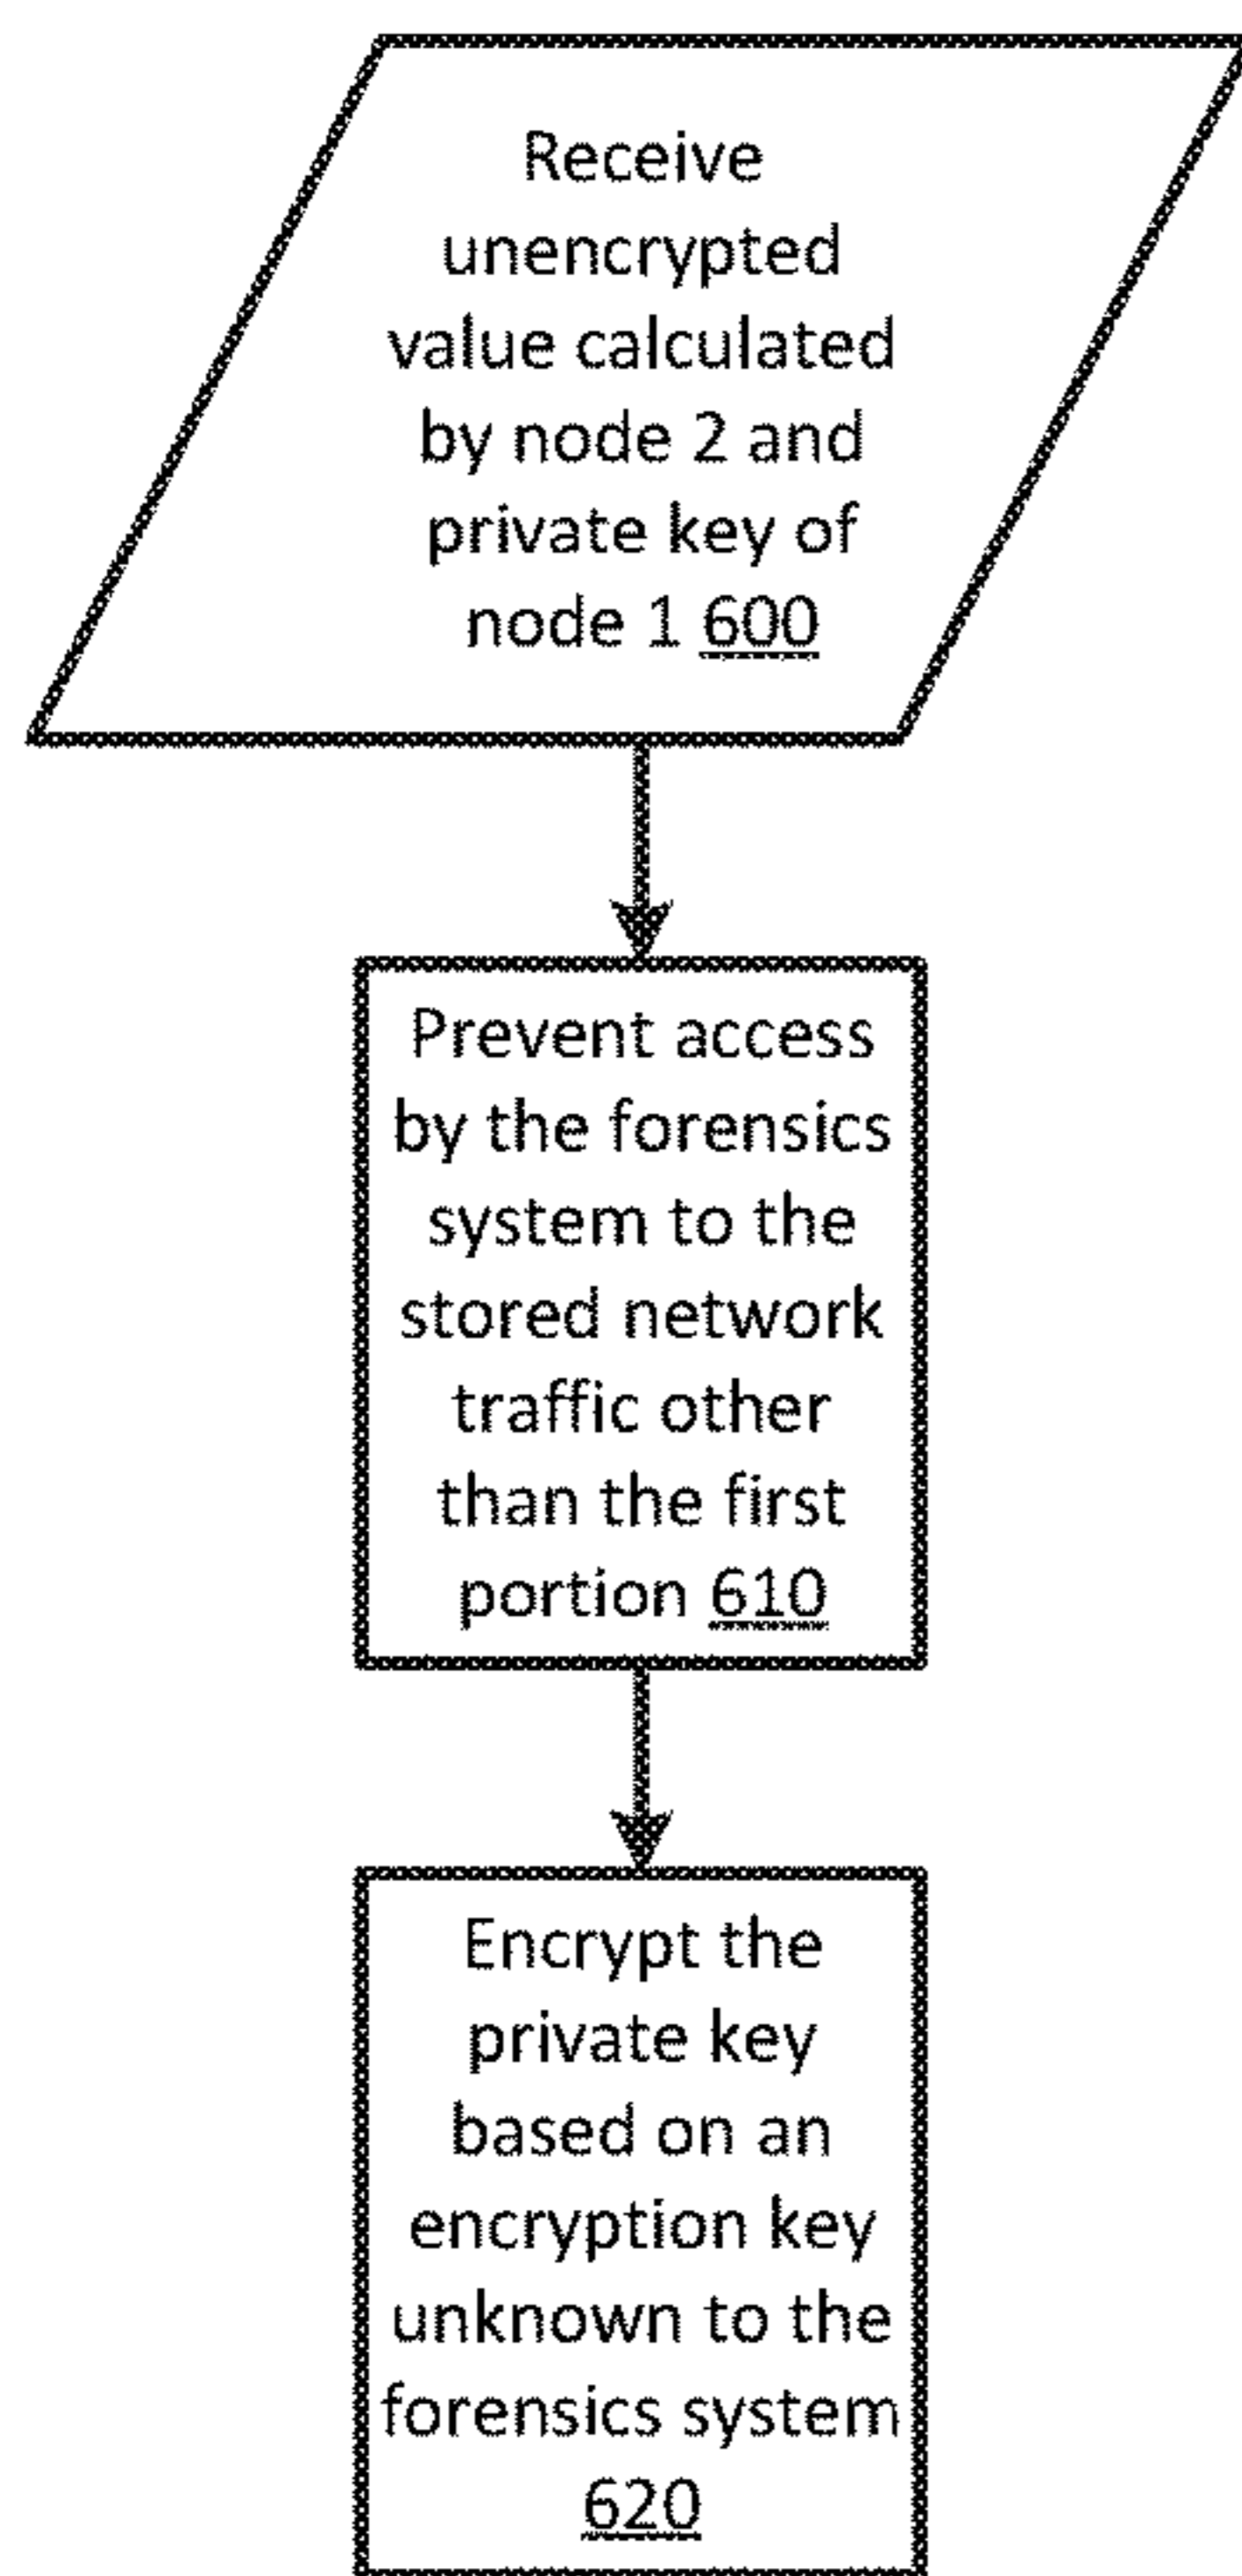 Receive
unencrypted
value calculated
by node 2 and
private key of
node 1 600
Prevent access
by the forensics
system to the
stored network
traffic other
than the first
portion 610
Encrypt the
private key
based on an
encryption key
unknown to the
forensics system
620